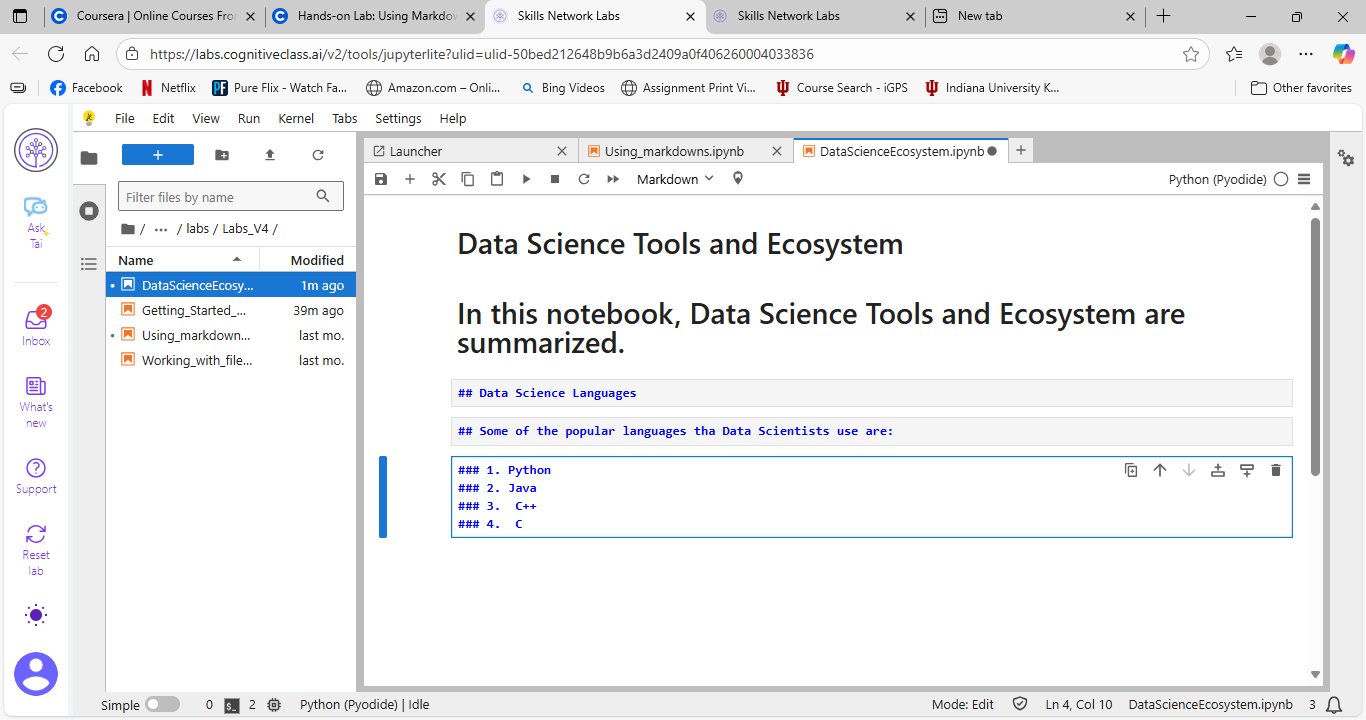 Coursera | Online Courses Fro
Hands-on Lab: Using Markdow
Skills Network Labs
Skills Network Labs
New tab
https://labs.cognitiveclass.ai/v2/tools/jupyterlite?ulid=ulid-50bed212648b9b6a3d2409a0f406260004033836
Facebook
Netflix
Pure Flix - Watch Fa...
Amazon.com – Onli...
Bing Videos
Assignment Print Vi...
Course Search - iGPS
Indiana University K...
Other favorites
File Edit View Run Kernel Tabs Settings Help
Ask
Tai
2
Inbox
What's
new
Support
Reset
lab
Filter files by name
/ ... / labs / Labs_V4 /
Name Modified
DataScienceEcosy... 1m ago
Getting_Started_... 39m ago
Using_markdown... last mo.
Working_with_file... last mo.
Launcher
Using_markdowns.ipynb
DataScienceEcosystem.ipynb
Markdown
Python (Pyodide)
Data Science Tools and Ecosystem
In this notebook, Data Science Tools and Ecosystem are
summarized.
## Data Science Languages
## Some of the popular languages tha Data Scientists use are:
### 1. Python
### 2. Java
### 3.  C++
### 4.  C
Simple 0 $_ 2 Python (Pyodide) | Idle
Mode: Edit Ln 4, Col 10 DataScienceEcosystem.ipynb 3